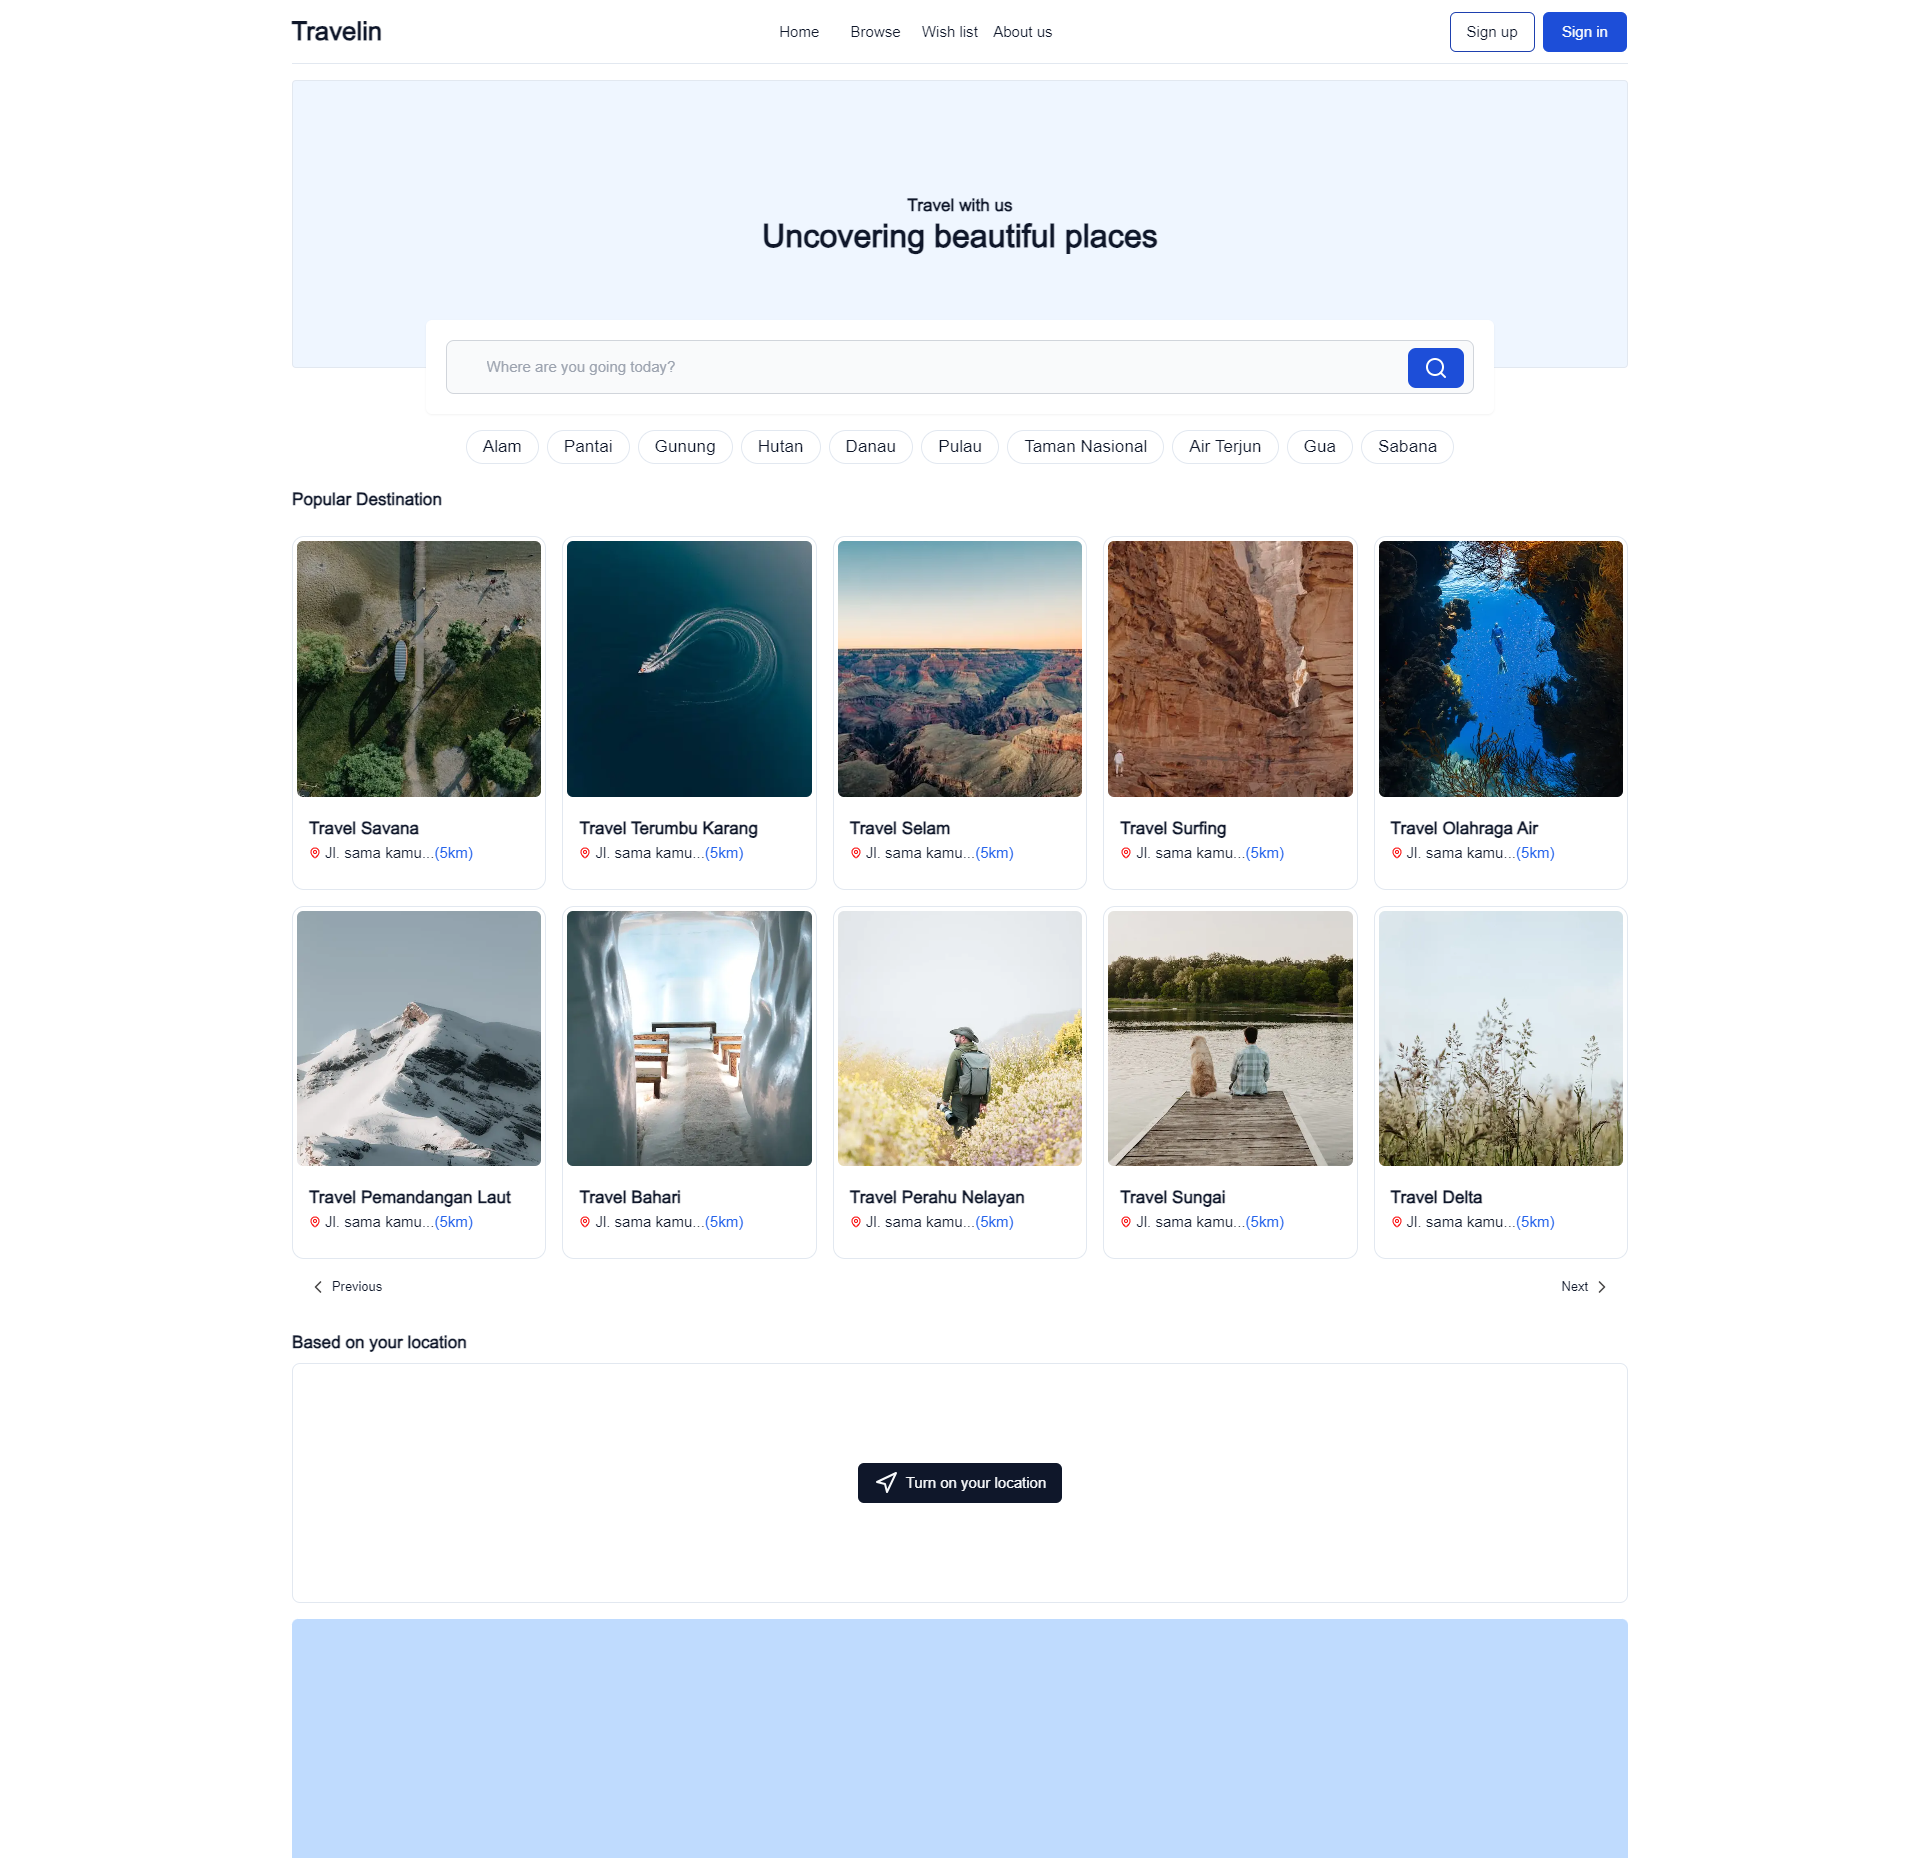 Travelin
Home Browse Wish list About us
Sign up Sign in
Travel with us
Uncovering beautiful places
Where are you going today?
Alam Pantai Gunung Hutan Danau Pulau Taman Nasional Air Terjun Gua Sabana
Popular Destination
Travel Savana
Jl. sama kamu...(5km)
Travel Terumbu Karang
Jl. sama kamu...(5km)
Travel Selam
Jl. sama kamu...(5km)
Travel Surfing
Jl. sama kamu...(5km)
Travel Olahraga Air
Jl. sama kamu...(5km)
Travel Pemandangan Laut
Jl. sama kamu...(5km)
Travel Bahari
Jl. sama kamu...(5km)
Travel Perahu Nelayan
Jl. sama kamu...(5km)
Travel Sungai
Jl. sama kamu...(5km)
Travel Delta
Jl. sama kamu...(5km)
Previous
Next
Based on your location
Turn on your location